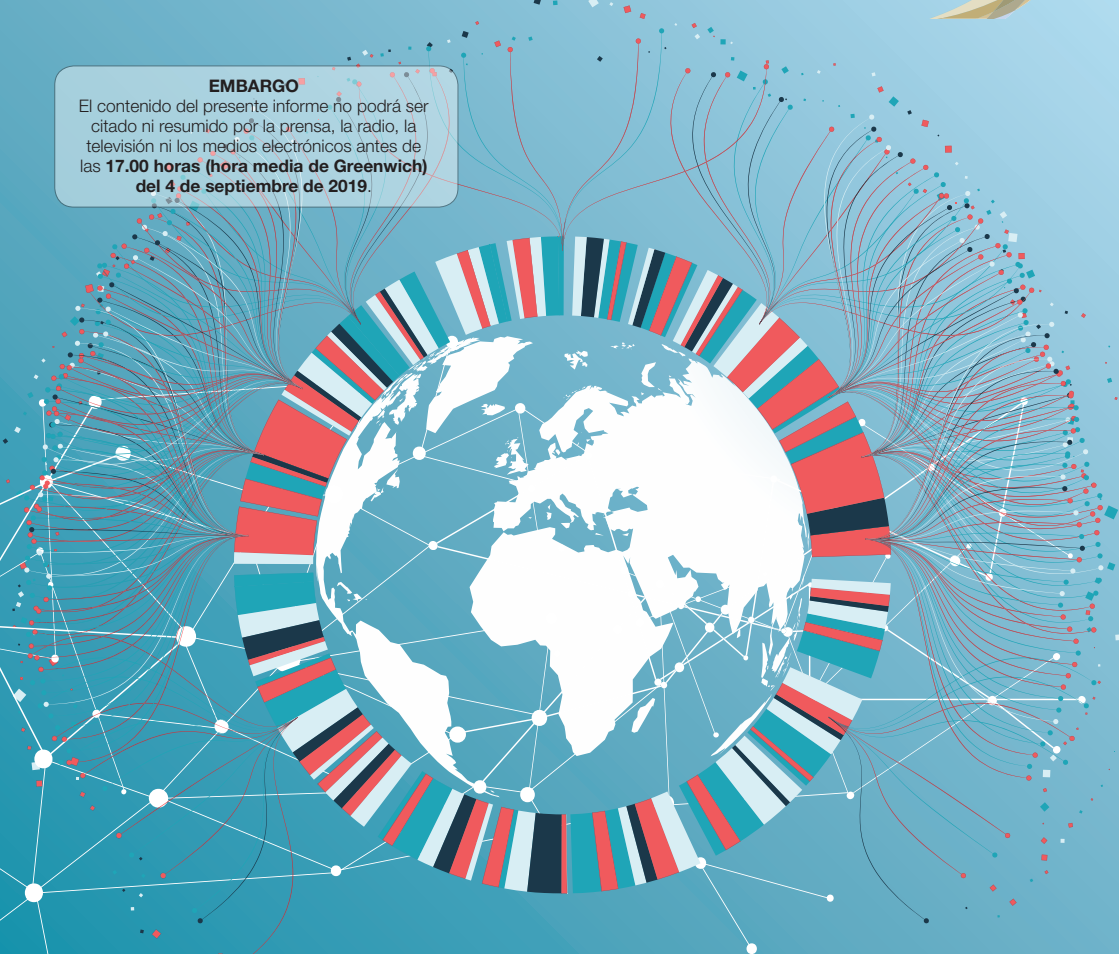 EMBARGO
El contenido del presente informe no podrá ser
citado ni resumido por la prensa, la radio, la
televisión ni los medios electrónicos antes de
las 17.00 horas (hora media de Greenwich)
del 4 de septiembre de 2019.